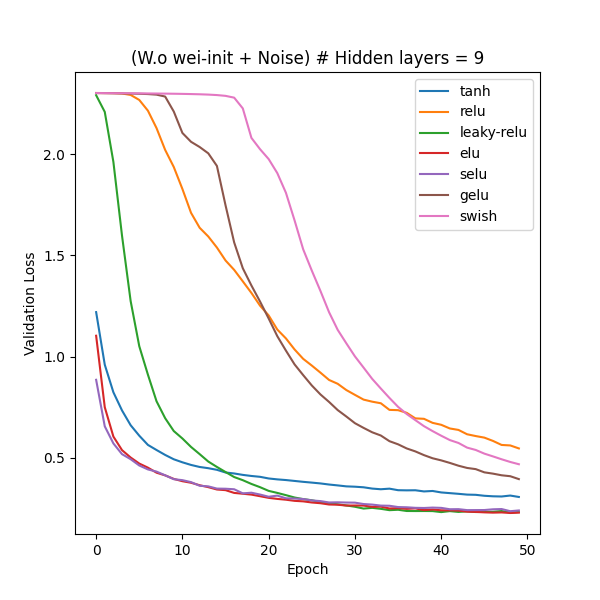 (W.o wei-init + Noise) # Hidden layers = 9
Validation Loss
2.0
1.5
1.0
0.5
0
10
20
30
40
50
Epoch
tanh
relu
leaky-relu
elu
selu
gelu
swish